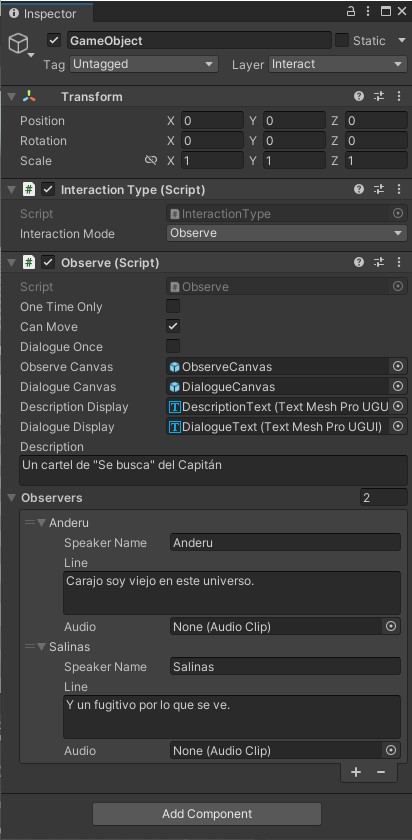 Inspector
GameObject Static
Tag Untagged Layer Interact
Transform
Position X 0 Y 0 Z 0
Rotation X 0 Y 0 Z 0
Scale X 1 Y 1 Z 1
# Interaction Type (Script)
Script # InteractionType
Interaction Mode Observe
# Observe (Script)
Script # Observe
One Time Only
Can Move
Dialogue Once
Observe Canvas ObserveCanvas
Dialogue Canvas DialogueCanvas
Description Display DescriptionText (Text Mesh Pro UGU
Dialogue Display DialogueText (Text Mesh Pro UGUI)
Description
Un cartel de "Se busca" del Capitán
Observers 2
Anderu
Speaker Name Anderu
Line
Carajo soy viejo en este universo.
Audio None (Audio Clip)
Salinas
Speaker Name Salinas
Line
Y un fugitivo por lo que se ve.
Audio None (Audio Clip)
+ −
Add Component